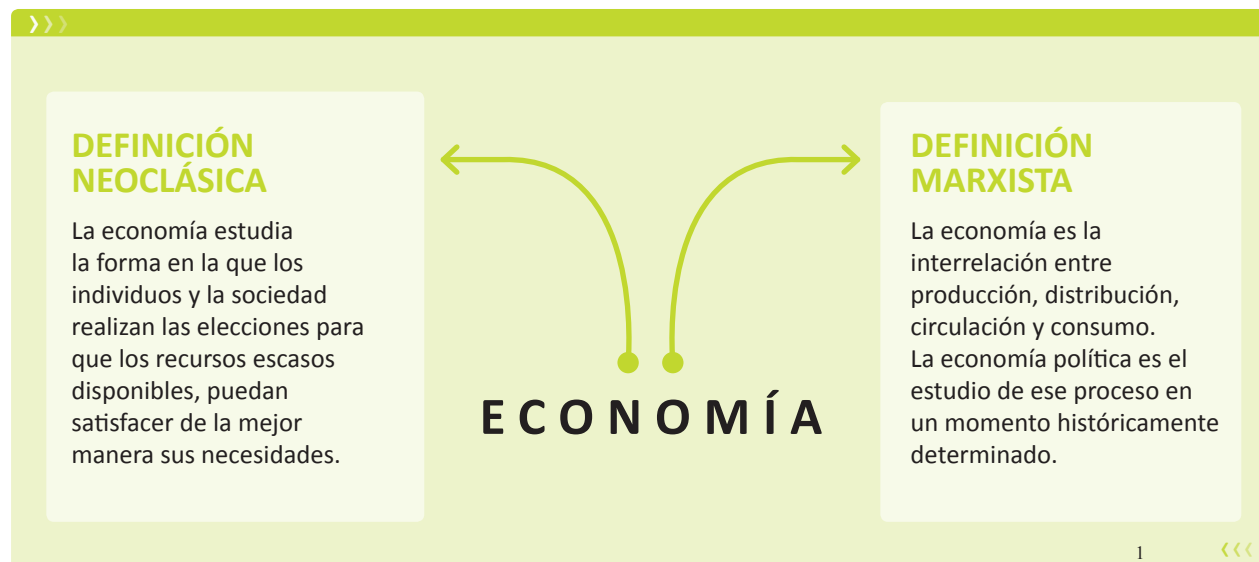 DEFINICIÓN
NEOCLÁSICA
La economía estudia
la forma en la que los
individuos y la sociedad
realizan las elecciones para
que los recursos escasos
disponibles, puedan
satisfacer de la mejor
manera sus necesidades.
ECONOMÍA
DEFINICIÓN
MARXISTA
La economía es la
interrelación entre
producción, distribución,
circulación y consumo.
La economía política es el
estudio de ese proceso en
un momento históricamente
determinado.
1